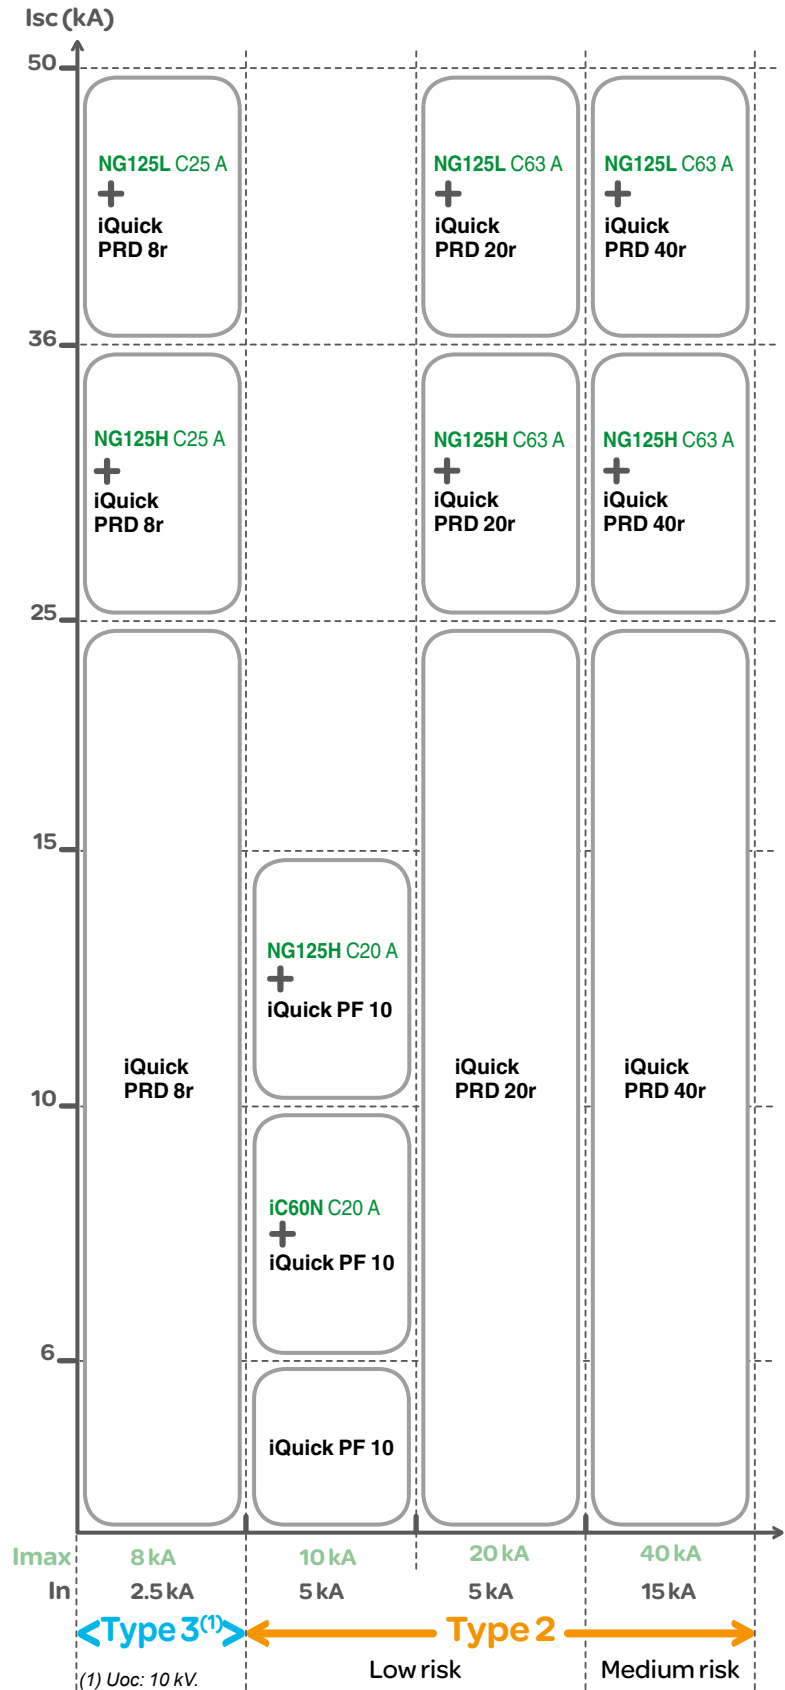 Isc (kA)
50
NG125L C25 A
+
iQuick
PRD 8r
NG125L C63 A
+
iQuick
PRD 20r
NG125L C63 A
+
iQuick
PRD 40r
36
NG125H C25 A
+
iQuick
PRD 8r
NG125H C63 A
+
iQuick
PRD 20r
NG125H C63 A
+
iQuick
PRD 40r
25
15
NG125H C20 A
+
iQuick PF 10
iQuick
PRD 8r
iQuick
PRD 20r
iQuick
PRD 40r
10
iC60N C20 A
+
iQuick PF 10
6
iQuick PF 10
Imax 8 kA 10 kA 20 kA 40 kA
In 2.5 kA 5 kA 5 kA 15 kA
Type 3(1) Type 2
Low risk Medium risk
(1) Uoc: 10 kV.